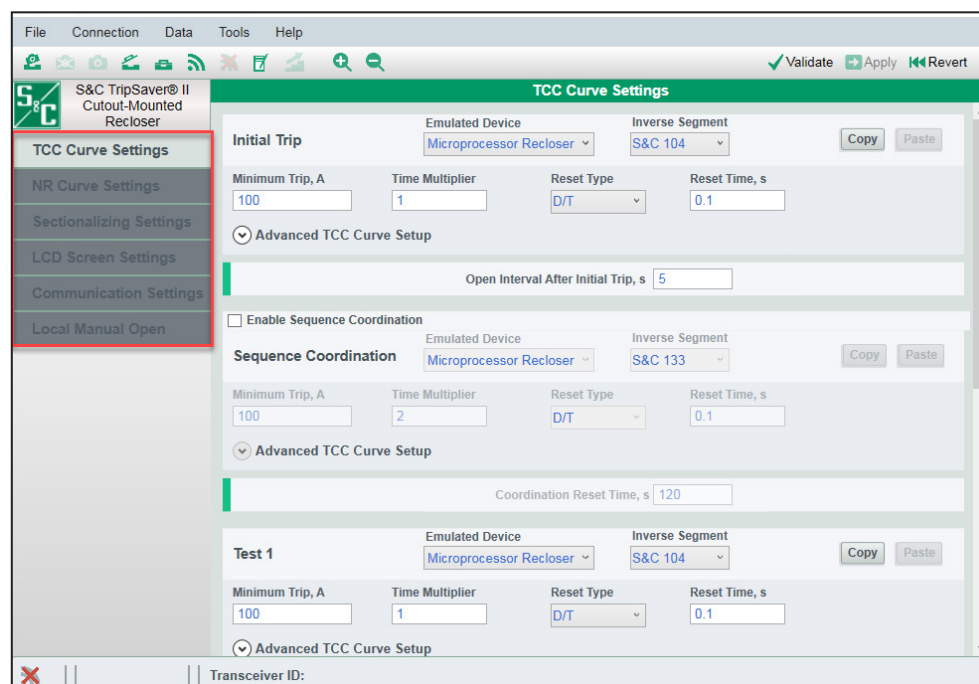 File Connection Data Tools Help
Validate Apply Revert
S&C
S&C TripSaver® II
Cutout-Mounted
Recloser
TCC Curve Settings
NR Curve Settings
Sectionalizing Settings
LCD Screen Settings
Communication Settings
Local Manual Open
TCC Curve Settings
Emulated Device Inverse Segment
Initial Trip Microprocessor Recloser S&C 104 Copy Paste
Minimum Trip, A Time Multiplier Reset Type Reset Time, s
100 1 D/T 0.1
Advanced TCC Curve Setup
Open Interval After Initial Trip, s 5
Enable Sequence Coordination
Emulated Device Inverse Segment
Sequence Coordination Microprocessor Recloser S&C 133 Copy Paste
Minimum Trip, A Time Multiplier Reset Type Reset Time, s
100 2 D/T 0.1
Advanced TCC Curve Setup
Coordination Reset Time, s 120
Emulated Device Inverse Segment
Test 1 Microprocessor Recloser S&C 104 Copy Paste
Minimum Trip, A Time Multiplier Reset Type Reset Time, s
100 1 D/T 0.1
Advanced TCC Curve Setup
Transceiver ID: